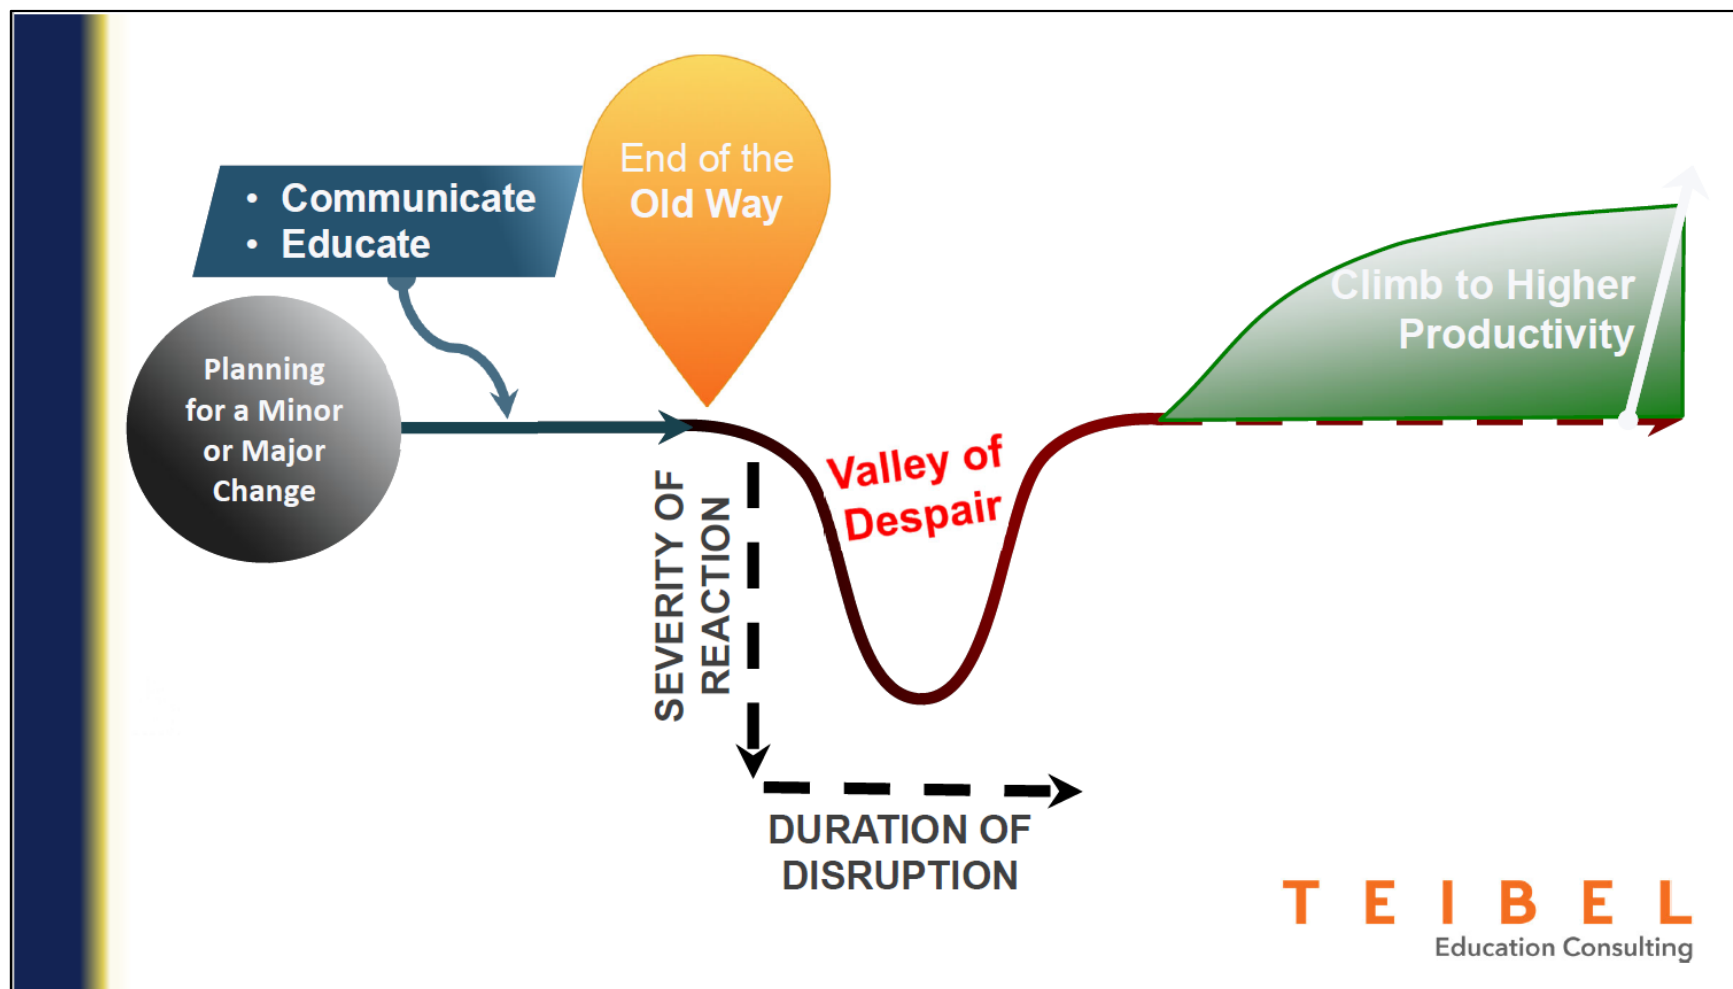 • Communicate
• Educate
End of the
Old Way
Planning
for a Minor
or Major
Change
Valley of
Despair
SEVERITY OF
REACTION
DURATION OF
DISRUPTION
Climb to Higher
Productivity
TEIBEL
Education Consulting